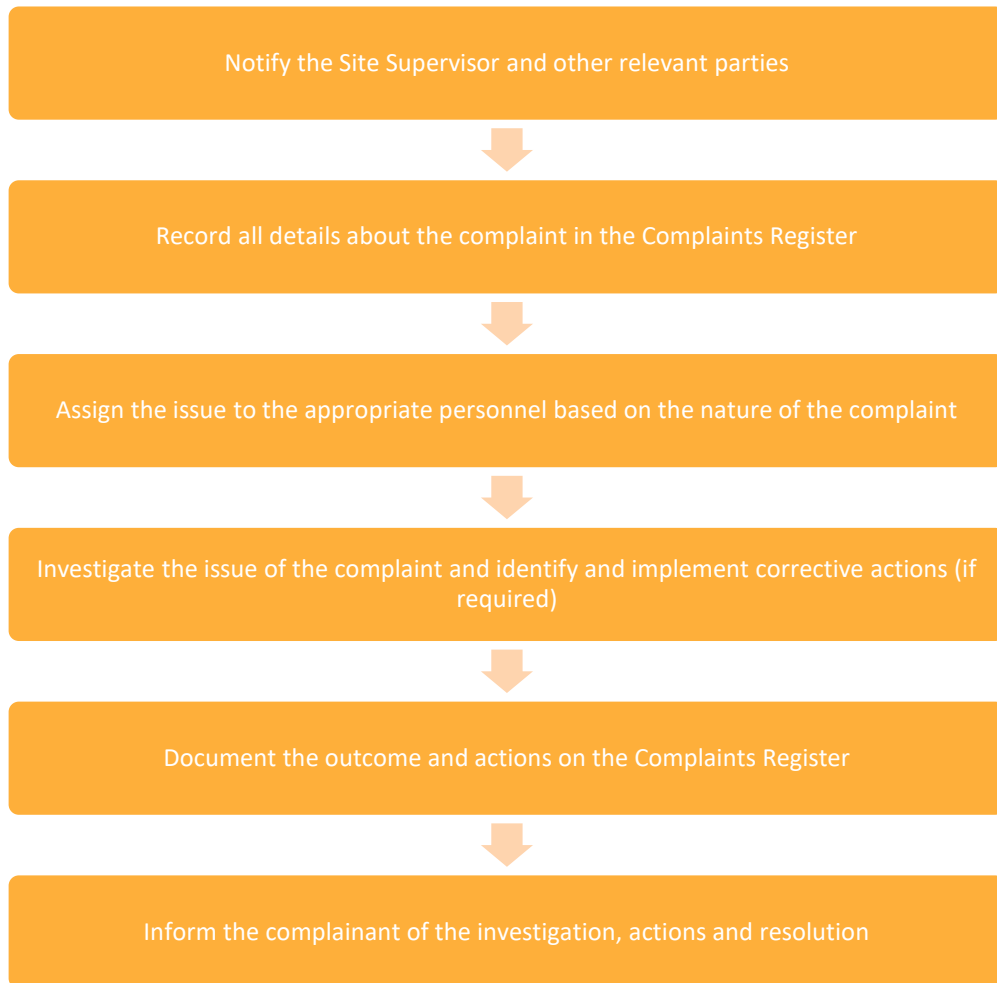 Notify the Site Supervisor and other relevant parties
Record all details about the complaint in the Complaints Register
Assign the issue to the appropriate personnel based on the nature of the complaint
Investigate the issue of the complaint and identify and implement corrective actions (if
required)
Document the outcome and actions on the Complaints Register
Inform the complainant of the investigation, actions and resolution